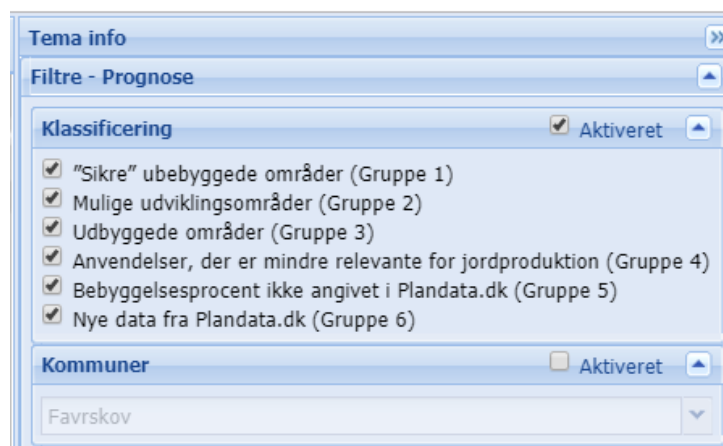 Tema info
Filtre - Prognose
Klassificering Aktiveret
”Sikre” ubebyggede områder (Gruppe 1)
Mulige udviklingsområder (Gruppe 2)
Udbyggede områder (Gruppe 3)
Anvendelser, der er mindre relevante for jordproduktion (Gruppe 4)
Bebyggelsesprocent ikke angivet i Plandata.dk (Gruppe 5)
Nye data fra Plandata.dk (Gruppe 6)
Kommuner Aktiveret
Favrskov